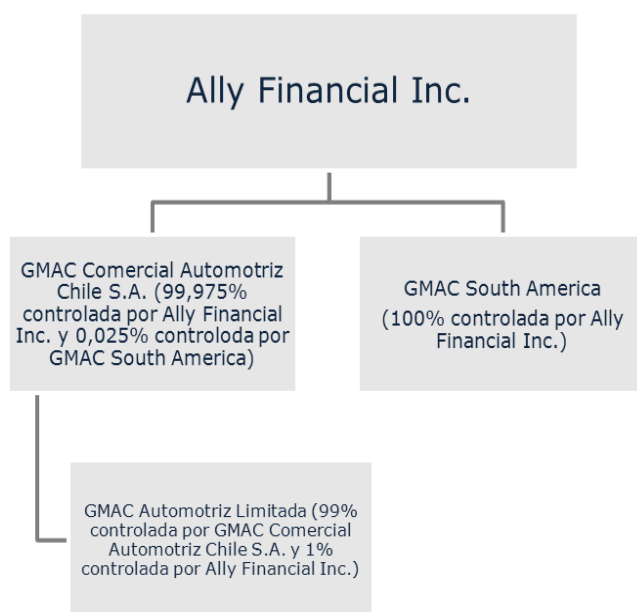 Ally Financial Inc.
GMAC Comercial Automotriz
Chile S.A. (99,975%
controlada por Ally Financial
Inc. y 0,025% controloda por
GMAC South America)
GMAC South America
(100% controlada por Ally
Financial Inc.)
GMAC Automotriz Limitada (99%
controlada por GMAC Comercial
Automotriz Chile S.A. y 1%
controlada por Ally Financial Inc.)